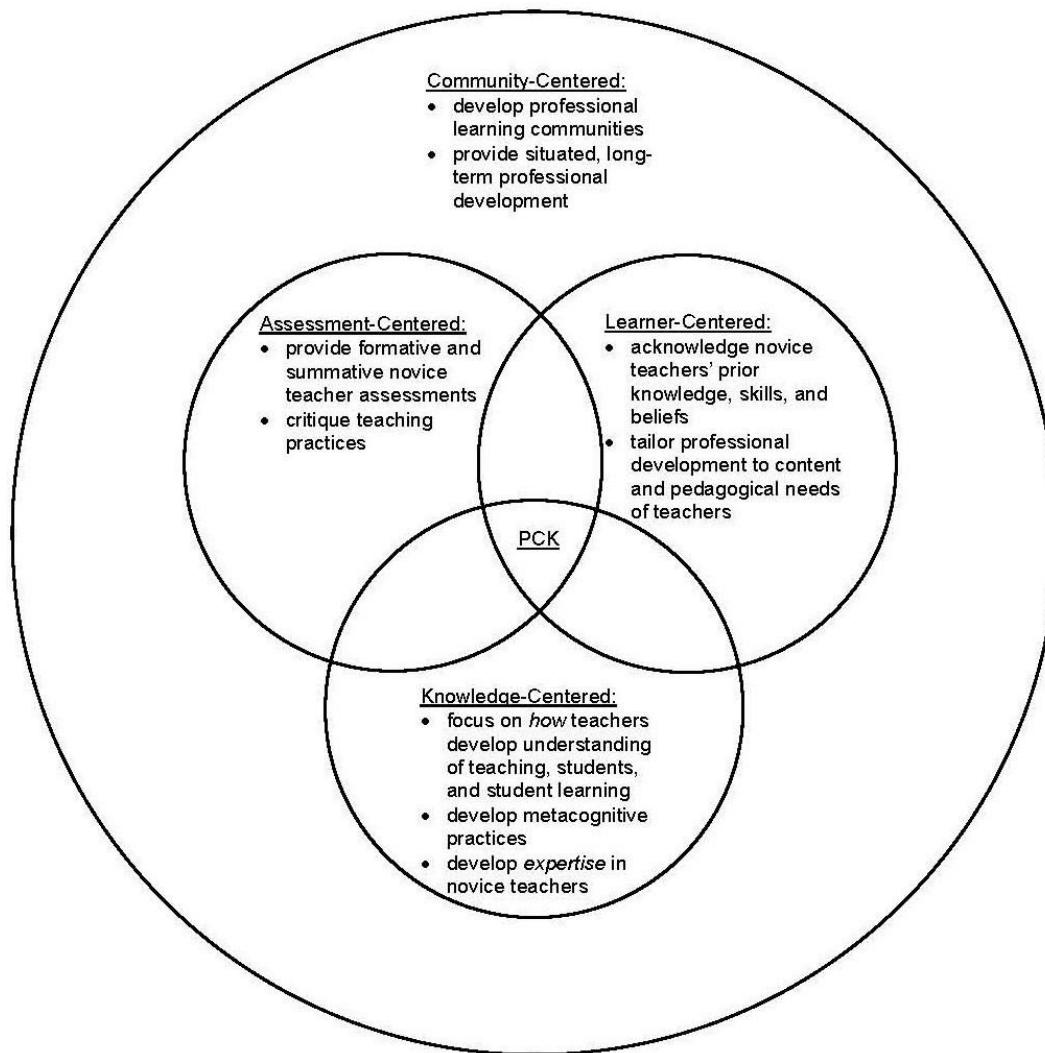 Community-Centered:
• develop professional
learning communities
• provide situated, long-
term professional
development
Assessment-Centered:
• provide formative and
summative novice
teacher assessments
• critique teaching
practices
Learner-Centered:
• acknowledge novice
teachers’ prior
knowledge, skills, and
beliefs
• tailor professional
development to content
and pedagogical needs
of teachers
PCK
Knowledge-Centered:
• focus on how teachers
develop understanding
of teaching, students,
and student learning
• develop metacognitive
practices
• develop expertise in
novice teachers